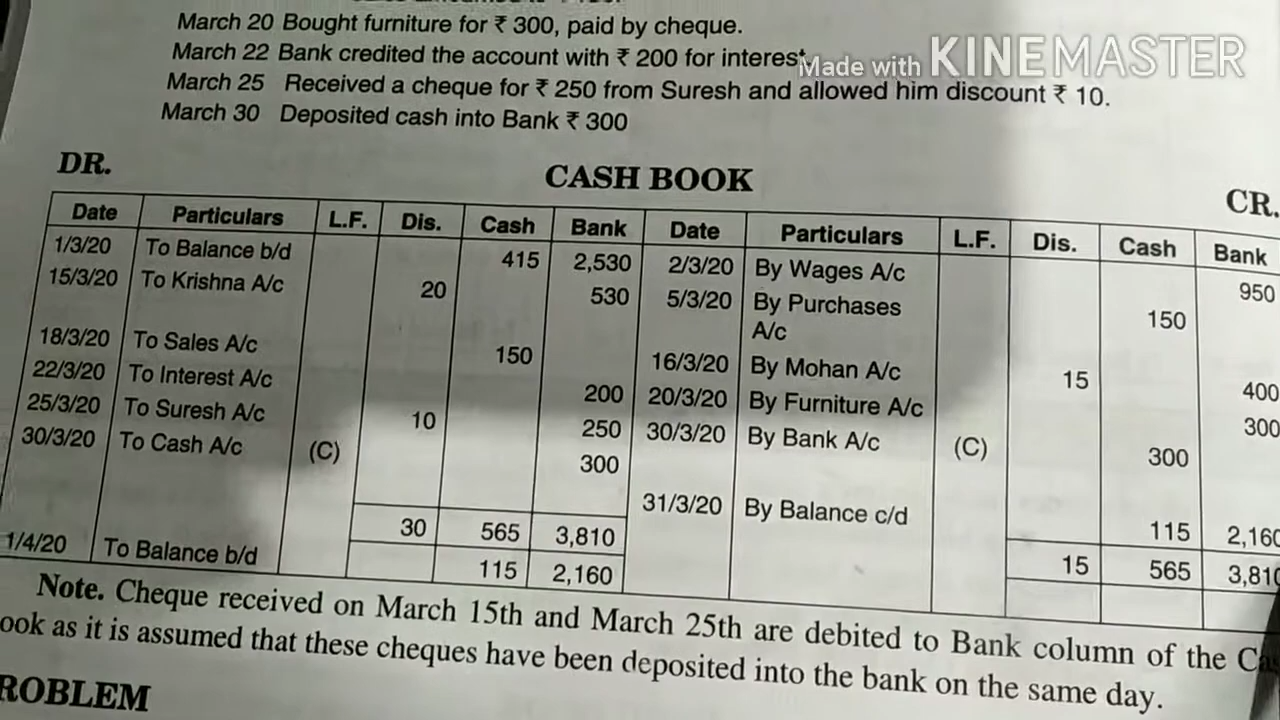 March 20 Bought furniture for ₹ 300, paid by cheque.
March 22 Bank credited the account with ₹ 200 for interest
Made with KINEMASTER
March 25 Received a cheque for ₹ 250 from Suresh and allowed him discount ₹ 10.
March 30 Deposited cash into Bank ₹ 300
DR. CASH BOOK CR.
Date Particulars L.F. Dis. Cash Bank Date Particulars L.F. Dis. Cash Bank
1/3/20 To Balance b/d 415 2,530 2/3/20 By Wages A/c 950
15/3/20 To Krishna A/c 20 530 5/3/20 By Purchases 150
A/c
18/3/20 To Sales A/c 150 16/3/20 By Mohan A/c 15 400
22/3/20 To Interest A/c 200 20/3/20 By Furniture A/c 300
25/3/20 To Suresh A/c 10 250 30/3/20 By Bank A/c (C) 300
30/3/20 To Cash A/c (C) 300
31/3/20 By Balance c/d 115 2,160
30 565 3,810 15 565 3,810
1/4/20 To Balance b/d 115 2,160
Note. Cheque received on March 15th and March 25th are debited to Bank column of the
ook as it is assumed that these cheques have been deposited into the bank on the same day.
ROBLEM